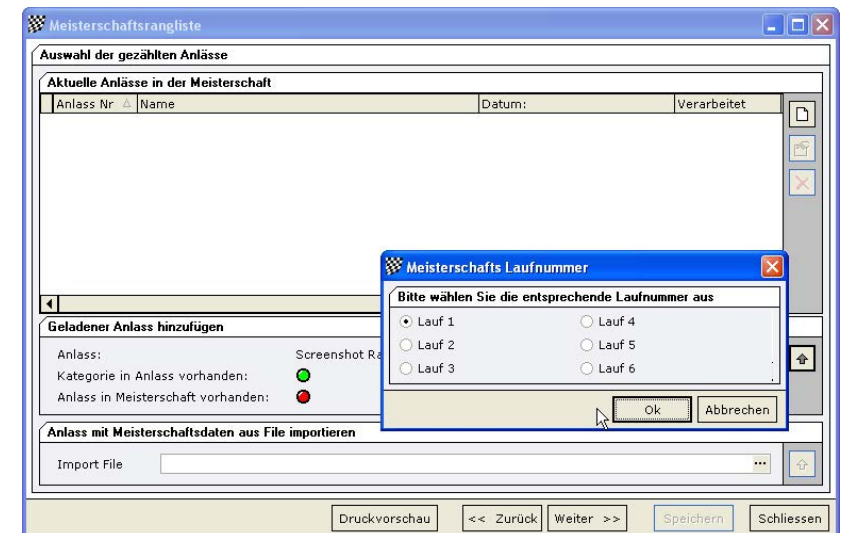 Meisterschaftsrangliste
Auswahl der gezählten Anlässe
Aktuelle Anlässe in der Meisterschaft
Anlass Nr Name Datum: Verarbeitet
Meisterschafts Laufnummer
Bitte wählen Sie die entsprechende Laufnummer aus
Lauf 1 Lauf 4
Lauf 2 Lauf 5
Lauf 3 Lauf 6
Ok Abbrechen
Geladener Anlass hinzufügen
Anlass: Screenshot
Kategorie in Anlass vorhanden:
Anlass in Meisterschaft vorhanden:
Anlass mit Meisterschaftsdaten aus File importieren
Import File ...
Druckvorschau << Zurück Weiter >> Speichern Schliessen